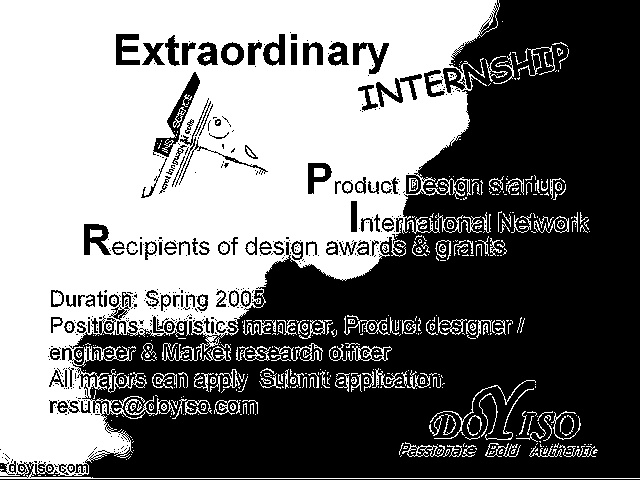 Extraordinary
INTERNSHIP
SCIENCE
Product Design startup
International Network
Recipients of design awards & grants
Duration: Spring 2005
Positions: Logistics manager, Product designer /
engineer & Market research officer
All majors can apply Submit application
resume@doyiso.com
DOYISO
Passionate Bold Authentic
doyiso.com